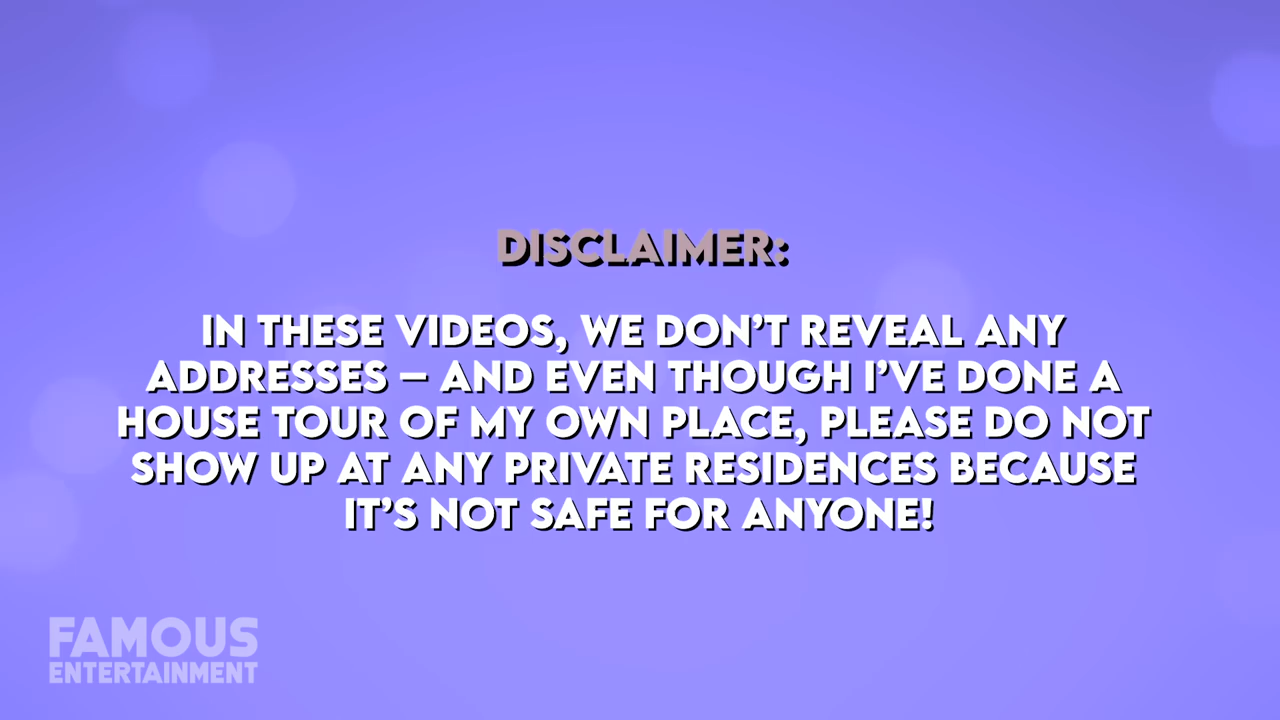 DISCLAIMER:
IN THESE VIDEOS, WE DON'T REVEAL ANY
ADDRESSES – AND EVEN THOUGH I'VE DONE A
HOUSE TOUR OF MY OWN PLACE, PLEASE DO NOT
SHOW UP AT ANY PRIVATE RESIDENCES BECAUSE
IT'S NOT SAFE FOR ANYONE!
FAMOUS
ENTERTAINMENT